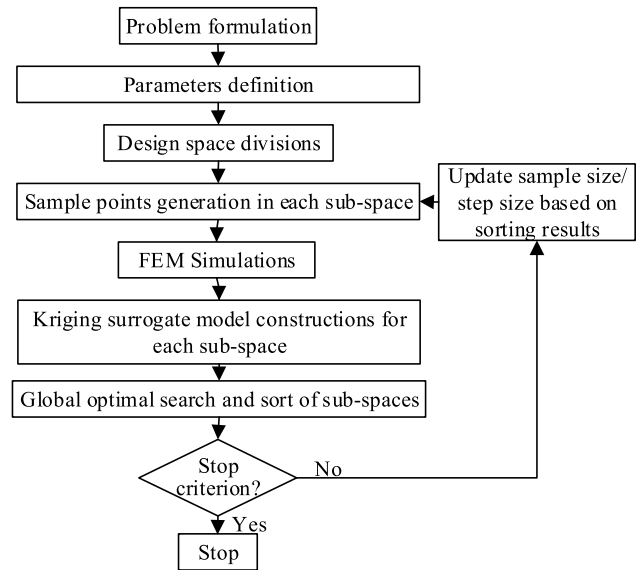 Problem formulation
Parameters definition
Design space divisions
Sample points generation in each sub-space
Update sample size/
step size based on
sorting results
FEM Simulations
Kriging surrogate model constructions for
each sub-space
Global optimal search and sort of sub-spaces
Stop
criterion?
No
Yes
Stop